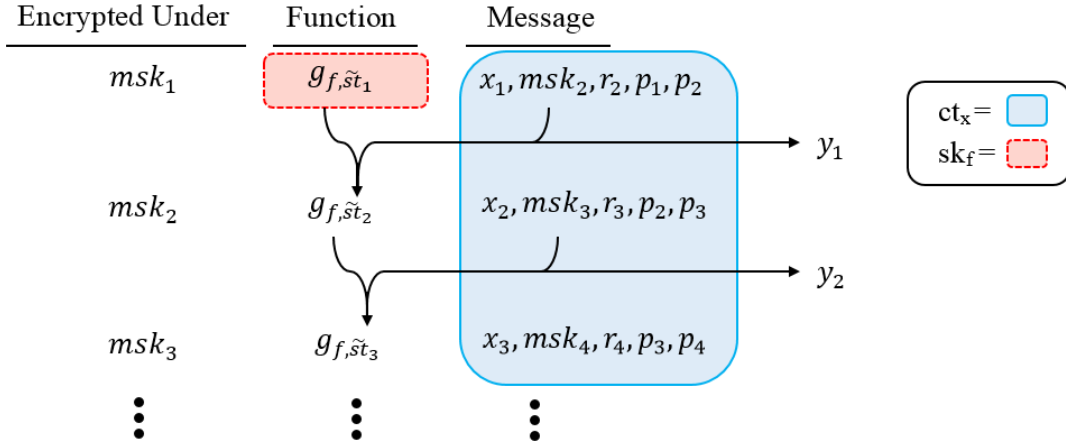 Encrypted Under Function Message
msk₁ g_{f,s̃t₁} x₁, msk₂, r₂, p₁, p₂
ctₓ=
y₁
sk_f=
msk₂ g_{f,s̃t₂} x₂, msk₃, r₃, p₂, p₃
y₂
msk₃ g_{f,s̃t₃} x₃, msk₄, r₄, p₃, p₄